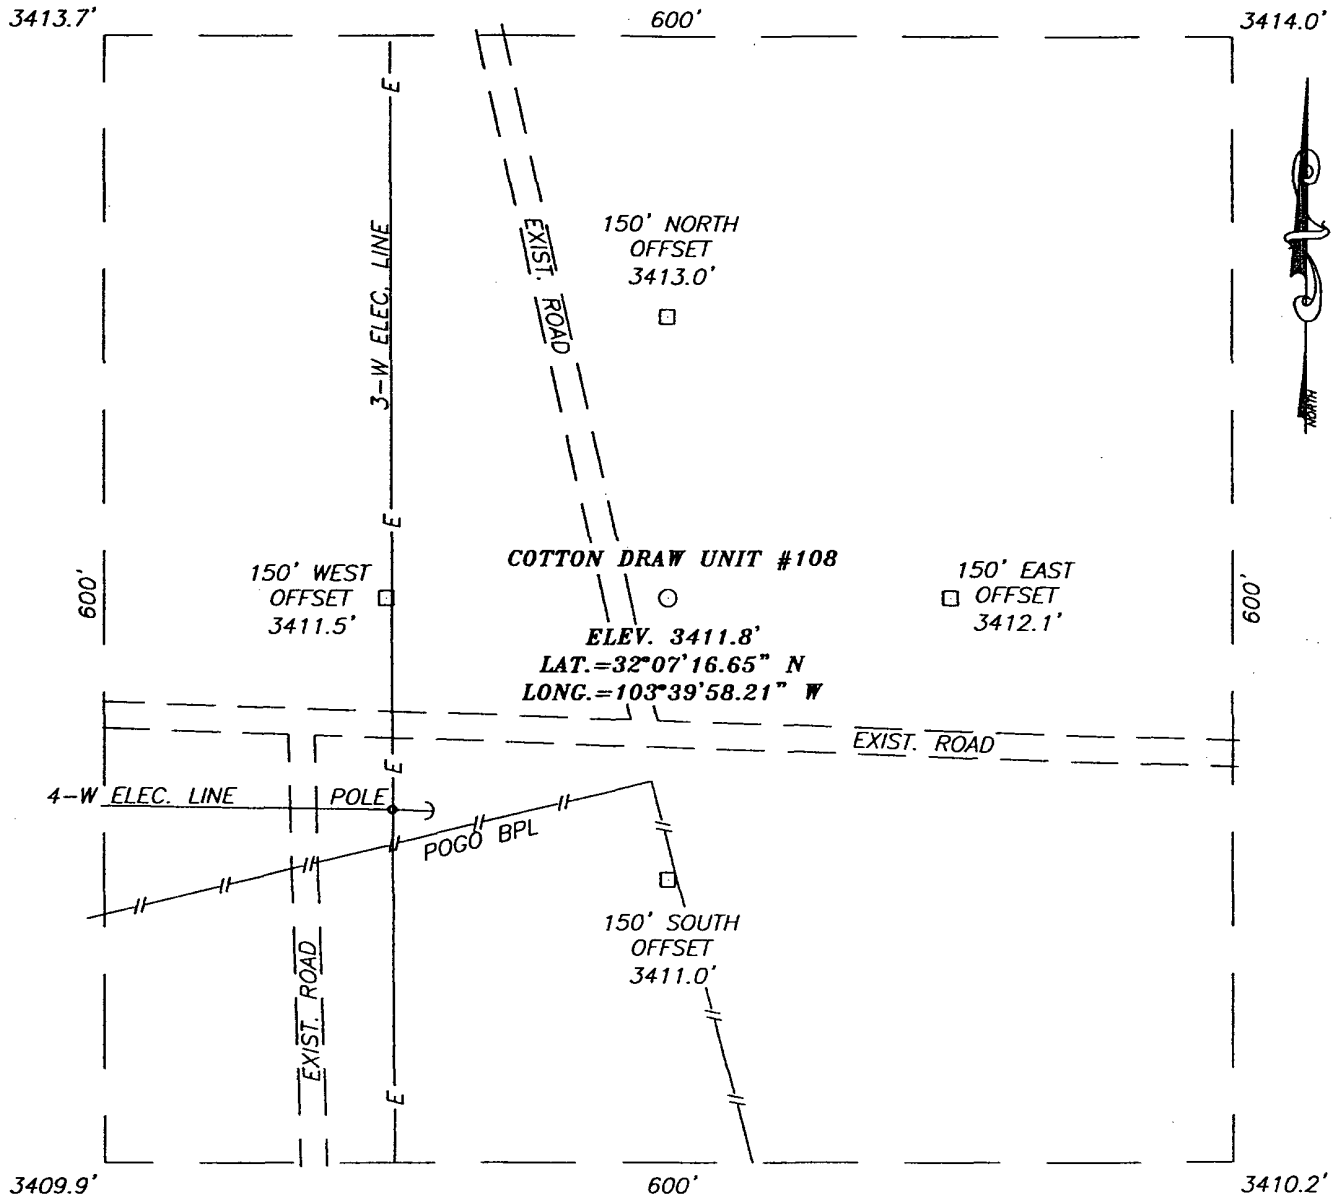 3413.7'
600'
3414.0'
E
3-W ELEC. LINE
EXIST. ROAD
150' NORTH
OFFSET
3413.0'
NORTH
E
COTTON DRAW UNIT #108
600'
150' WEST
OFFSET
3411.5'
150' EAST
OFFSET
3412.1'
600'
ELEV. 3411.8'
LAT.=32°07'16.65" N
LONG.=103°39'58.21" W
EXIST. ROAD
E
4-W ELEC. LINE
POLE
POGO BPL
150' SOUTH
OFFSET
3411.0'
EXIST. ROAD
E
3409.9'
600'
3410.2'